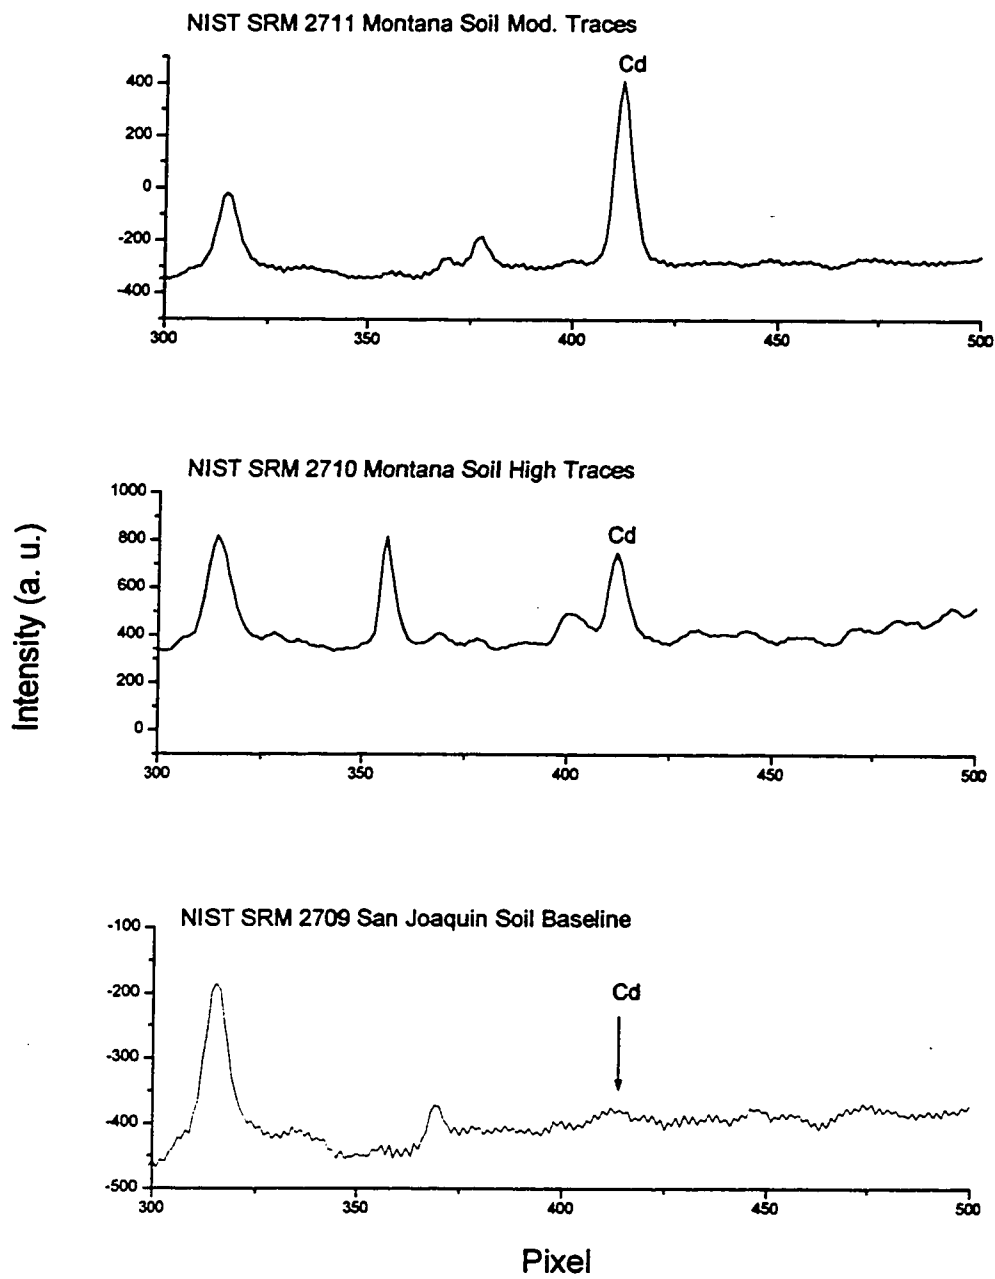 NIST SRM 2711 Montana Soil Mod. Traces
Cd
400
200
0
-200
-400
300 350 400 450 500
NIST SRM 2710 Montana Soil High Traces
1000
Cd
800
600
400
200
0
300 350 400 450 500
Intensity (a. u.)
NIST SRM 2709 San Joaquin Soil Baseline
-100
Cd
-200
-300
-400
-500
300 350 400 450 500
Pixel